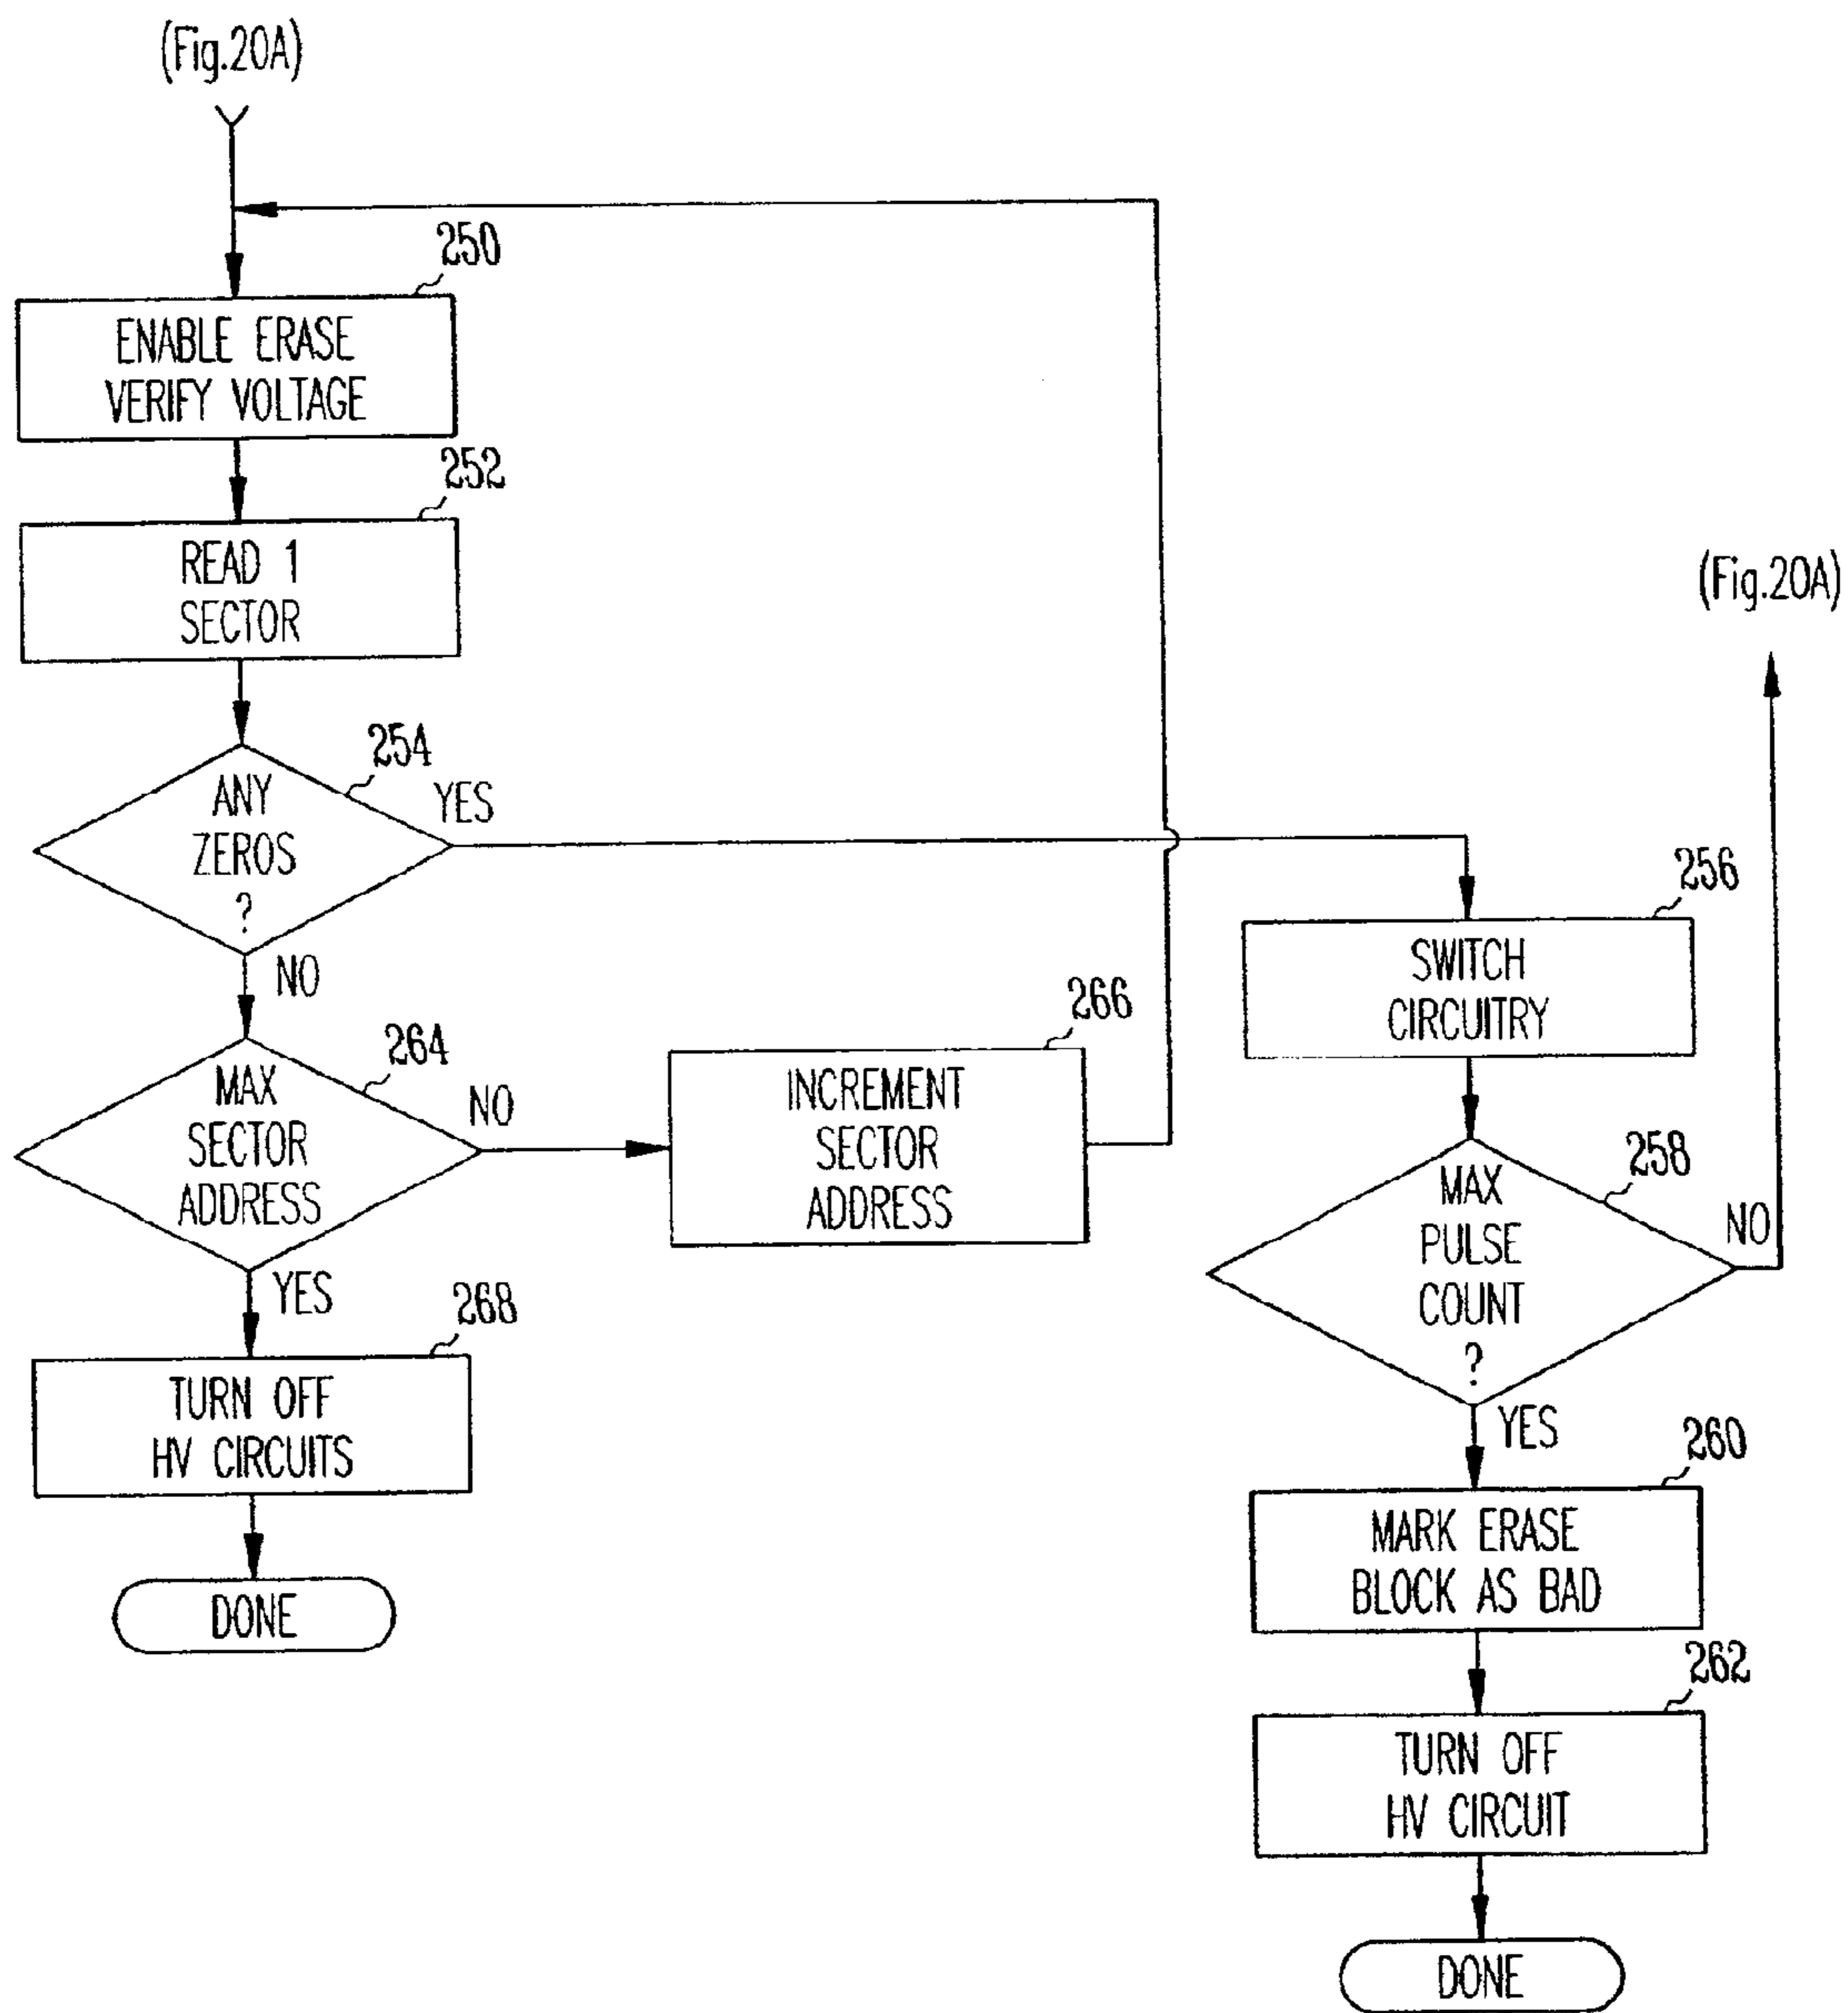 (Fig.20A)
250
ENABLE ERASE
VERIFY VOLTAGE
252
READ 1
SECTOR
254
ANY
ZEROS
?
YES
NO
264
MAX
SECTOR
ADDRESS
NO
YES
266
INCREMENT
SECTOR
ADDRESS
268
TURN OFF
HV CIRCUITS
DONE
(Fig.20A)
256
SWITCH
CIRCUITRY
258
MAX
PULSE
COUNT
?
NO
YES
260
MARK ERASE
BLOCK AS BAD
262
TURN OFF
HV CIRCUIT
DONE